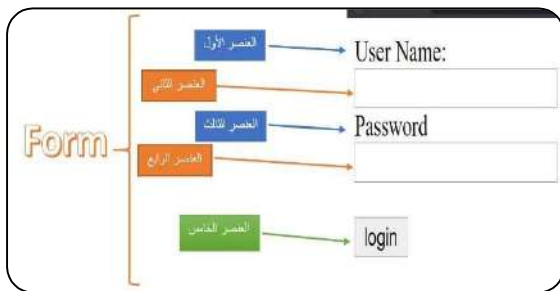 العنصر الأول
User Name:
العنصر الثاني
Form
العنصر الثالث
Password
العنصر الرابع
العنصر الخامس
login